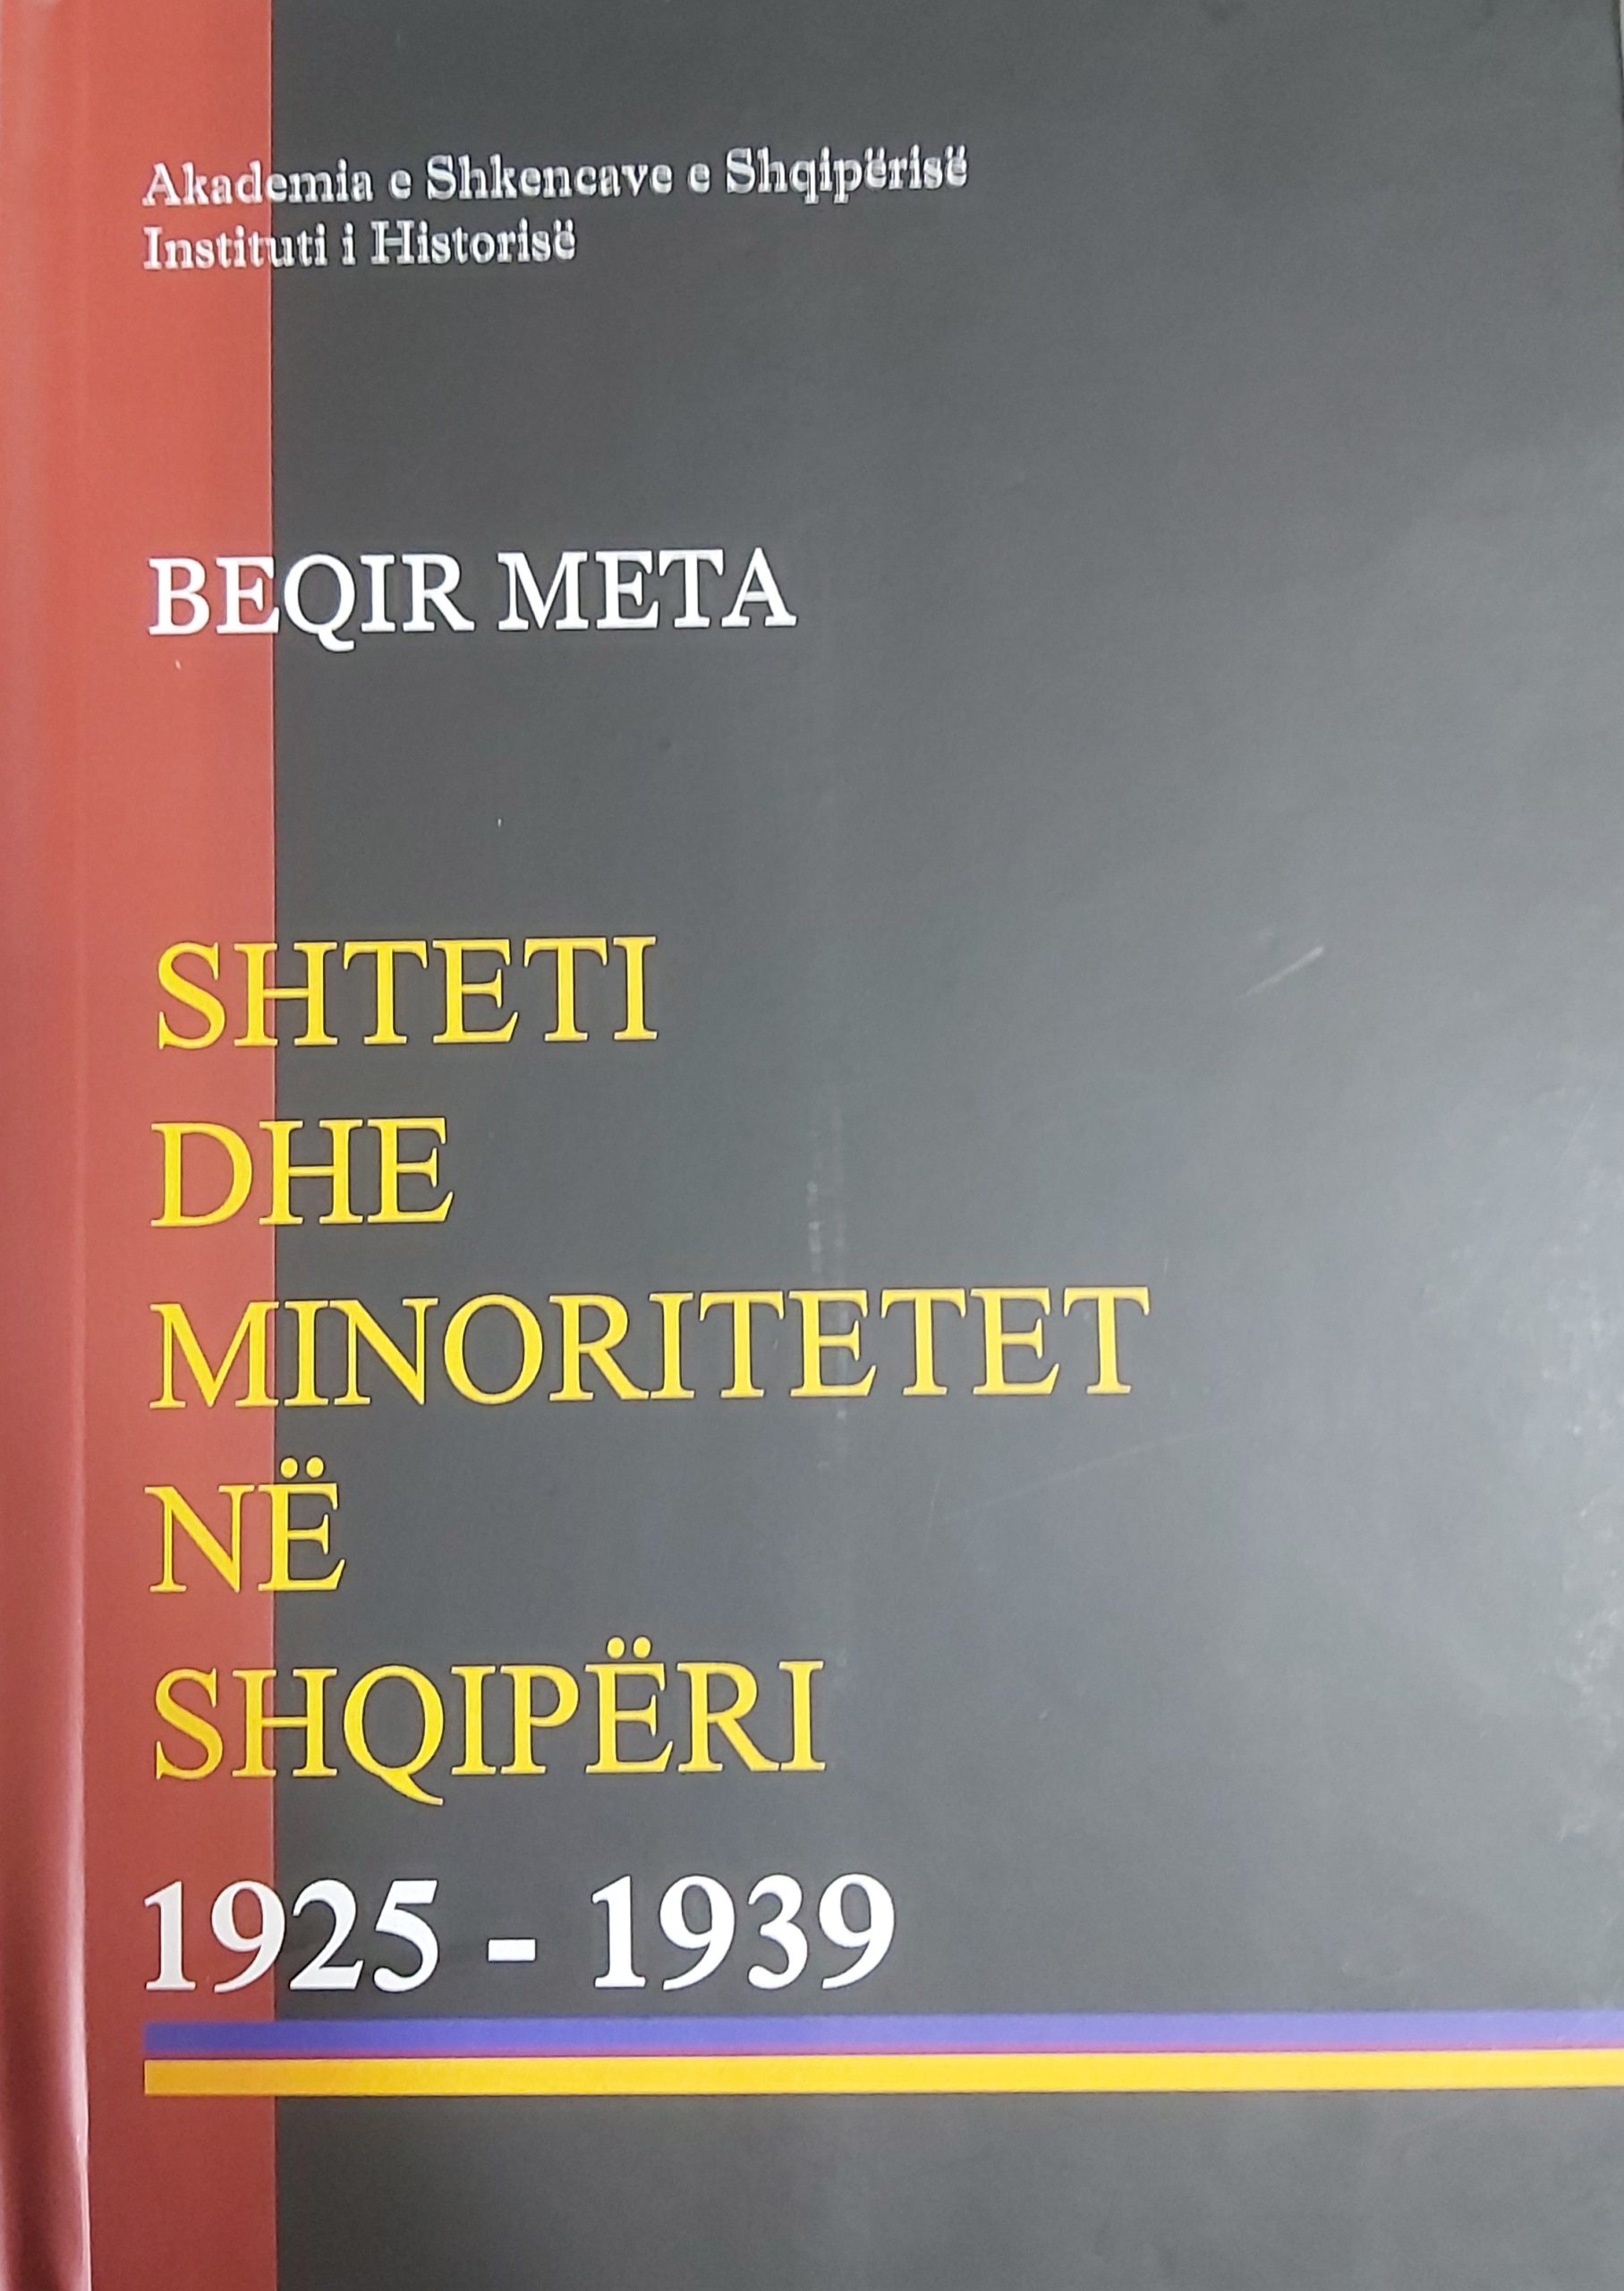 Akademia e Shkencave e Shqipërisë
Instituti i Historisë
BEQIR META
SHTETI
DHE
MINORITETET
NË
SHQIPËRI
1925 - 1939